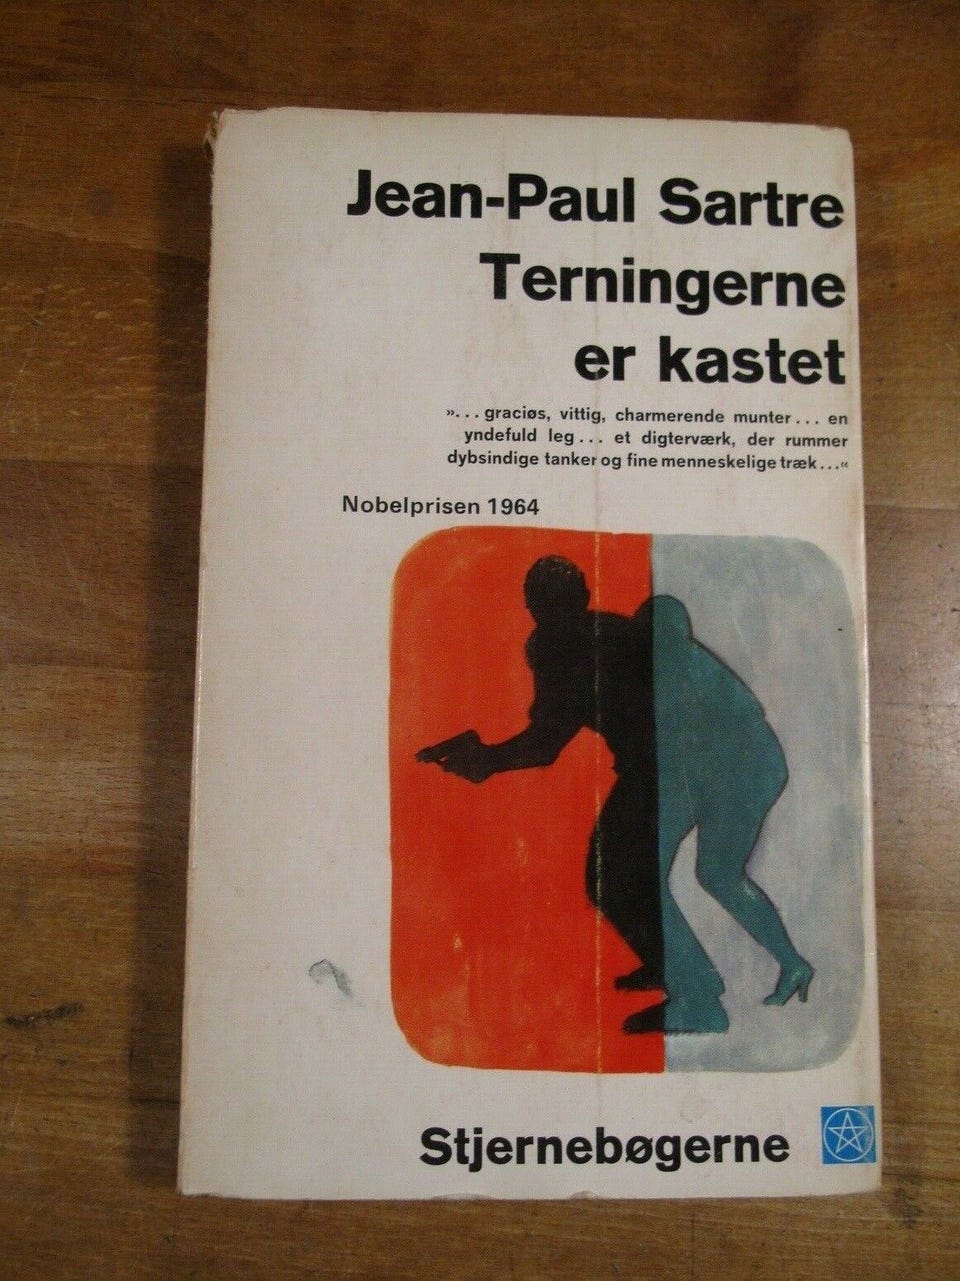 Jean-Paul Sartre
Terningerne
er kastet
»... graciøs, vittig, charmerende munter... en
yndefuld leg... et digterværk, der rummer
dybsindige tanker og fine menneskelige træk...«
Nobelprisen 1964
Stjernebøgerne